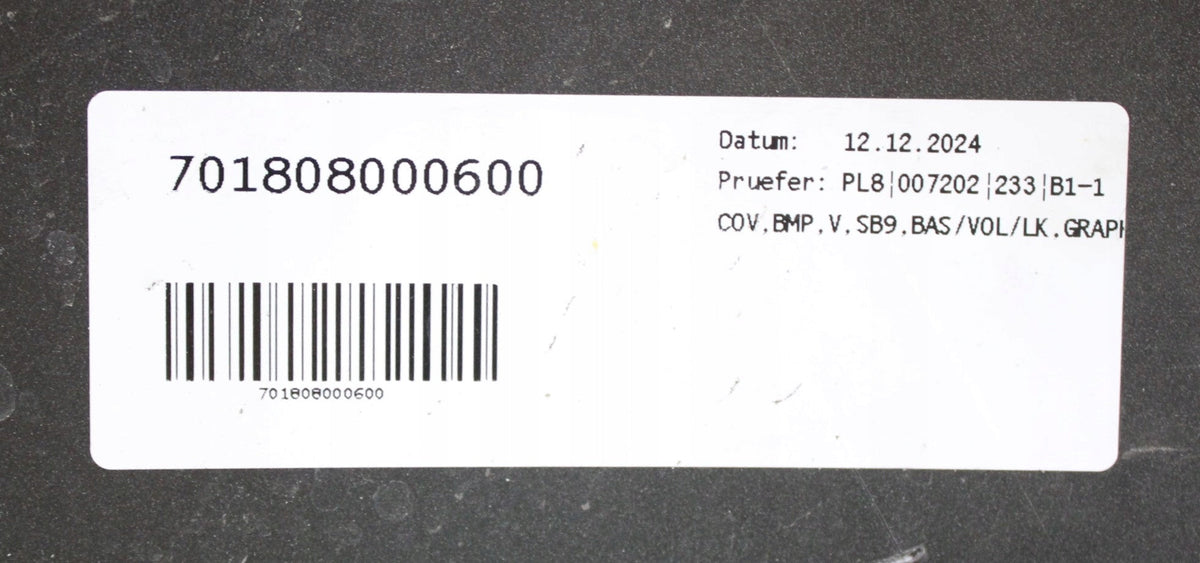 701808000600
Datum: 12.12.2024
Pruefer: PL8|007202|233|B1-1
COV.BMP.V.SB9.BAS/VOL/LK.GRAPH
701808000600